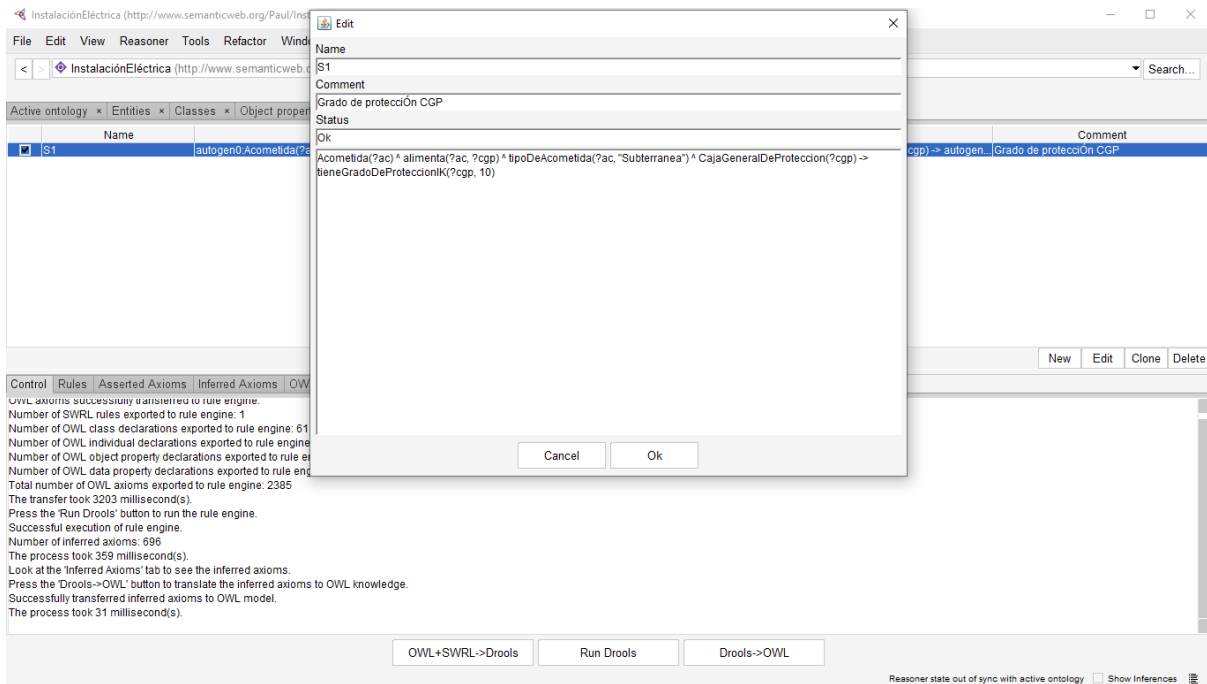 InstalaciónEléctrica (http://www.semanticweb.org/Paul/Inst
File Edit View Reasoner Tools Refactor Wind
< > InstalaciónEléctrica (http://www.semanticweb.o
Search...
Active ontology × Entities × Classes × Object proper
Name
Comment
S1 autogen0:Acometida(?a
cgp) -> autogen... Grado de protecciÓn CGP
Edit
Name
S1
Comment
Grado de protecciÓn CGP
Status
Ok
Acometida(?ac) ^ alimenta(?ac, ?cgp) ^ tipoDeAcometida(?ac, "Subterranea") ^ CajaGeneralDeProteccion(?cgp) ->
tieneGradoDeProteccionIK(?cgp, 10)
Cancel Ok
New Edit Clone Delete
Control Rules Asserted Axioms Inferred Axioms OW
OWL axioms successfully transferred to rule engine.
Number of SWRL rules exported to rule engine: 1
Number of OWL class declarations exported to rule engine: 61
Number of OWL individual declarations exported to rule engine
Number of OWL object property declarations exported to rule en
Number of OWL data property declarations exported to rule eng
Total number of OWL axioms exported to rule engine: 2385
The transfer took 3203 millisecond(s).
Press the 'Run Drools' button to run the rule engine.
Successful execution of rule engine.
Number of inferred axioms: 696
The process took 359 millisecond(s).
Look at the 'Inferred Axioms' tab to see the inferred axioms.
Press the 'Drools->OWL' button to translate the inferred axioms to OWL knowledge.
Successfully transferred inferred axioms to OWL model.
The process took 31 millisecond(s).
OWL+SWRL->Drools Run Drools Drools->OWL
Reasoner state out of sync with active ontology Show Inferences